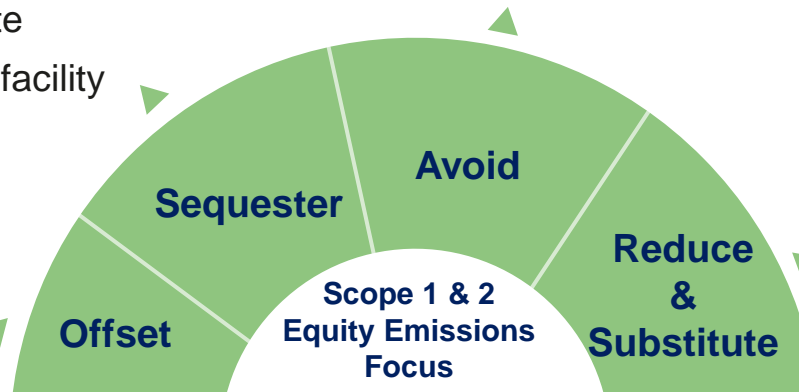 facility
Avoid
Sequester
Reduce
&
Substitute
Offset
Scope 1 & 2
Equity Emissions
Focus